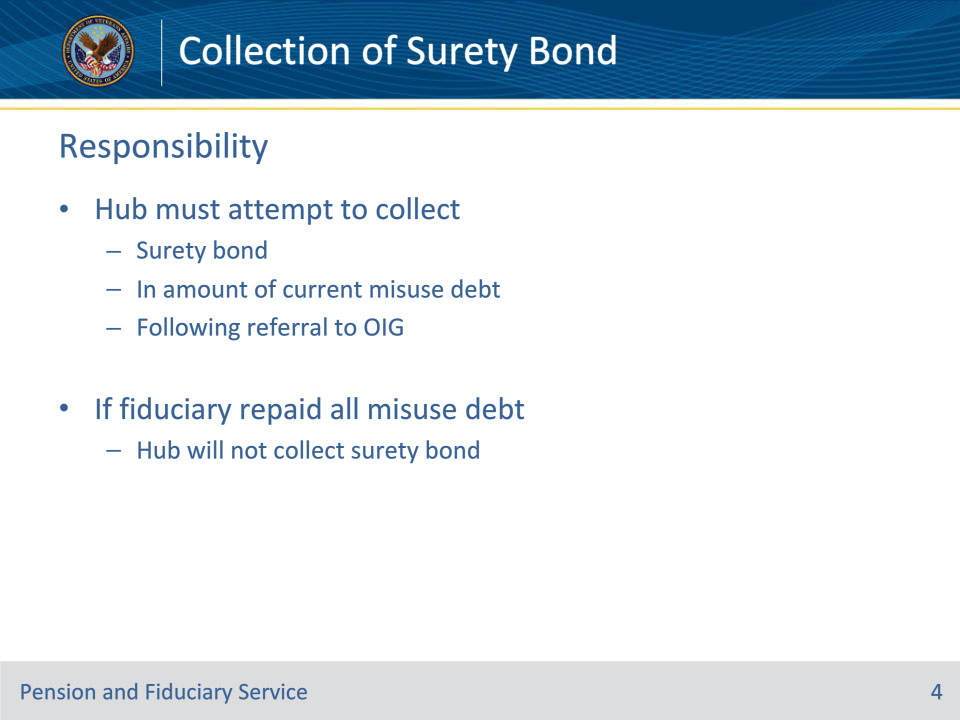 DEPARTMENT OF VETERANS AFFAIRS
UNITED STATES OF AMERICA
Collection of Surety Bond
Responsibility
• Hub must attempt to collect
– Surety bond
– In amount of current misuse debt
– Following referral to OIG
• If fiduciary repaid all misuse debt
– Hub will not collect surety bond
Pension and Fiduciary Service
4